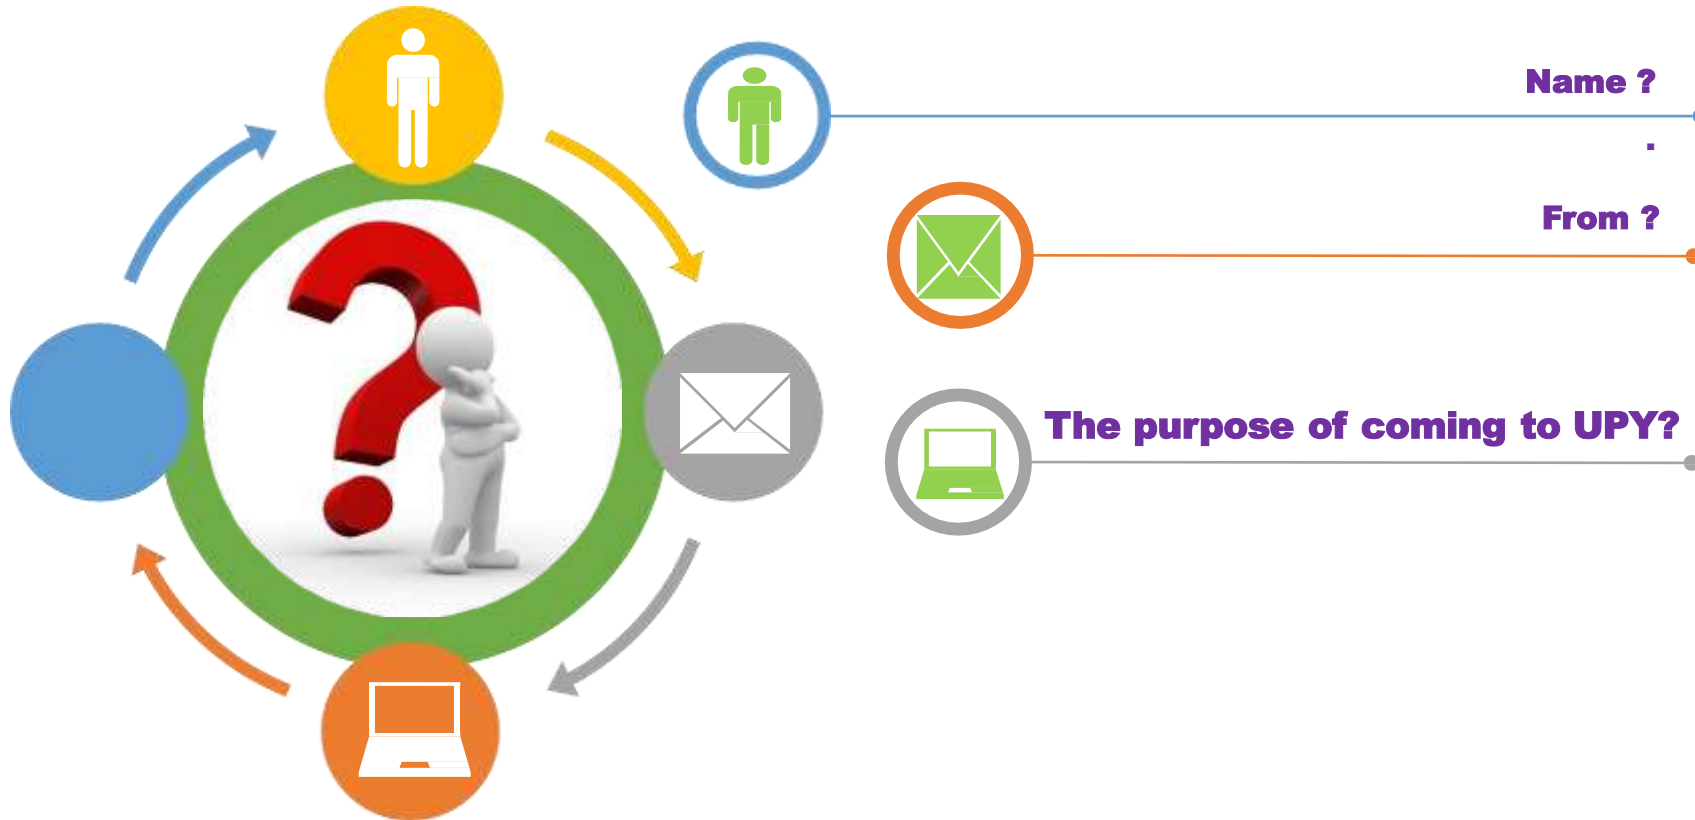 Name ?
.
From ?
The purpose of coming to UPY?